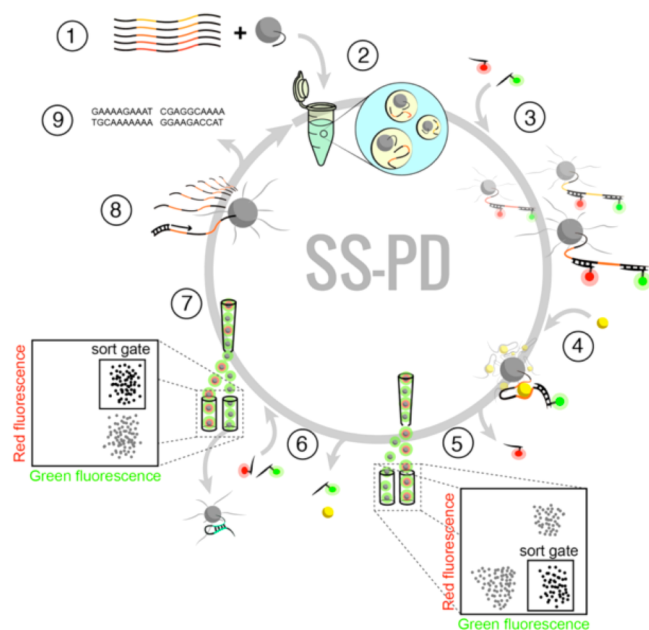 1
+
2
3
9
GAAAAGAAAT CGAGGCAAAA
TGCAAAAAAA GGAAGACCAT
8
SS-PD
7
4
sort gate
Red fluorescence
Green fluorescence
6
5
sort gate
Red fluorescence
Green fluorescence